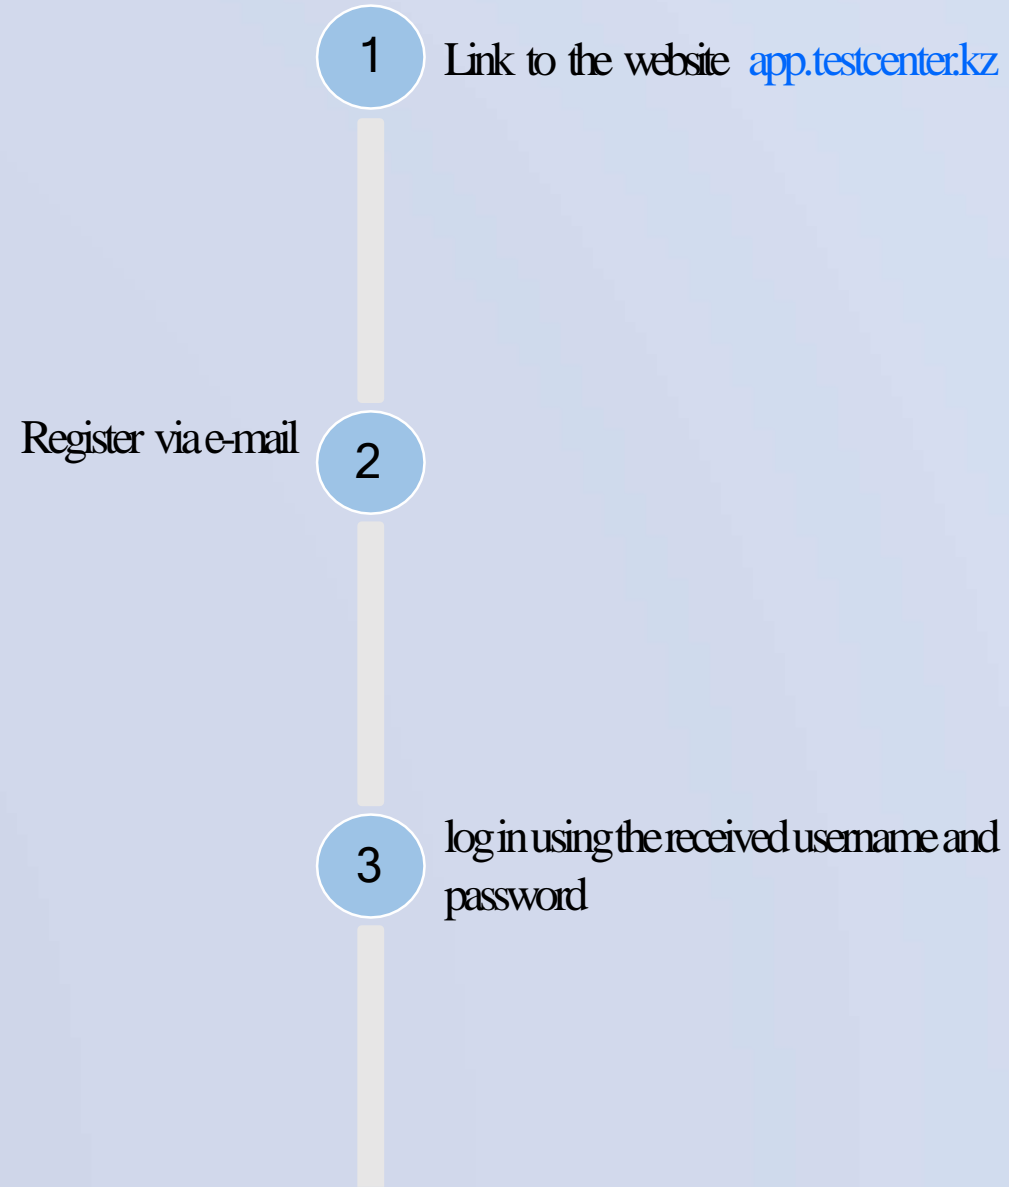 1
Link to the website app.testcenter.kz
Register via e-mail
2
3
log in using the received username and
password